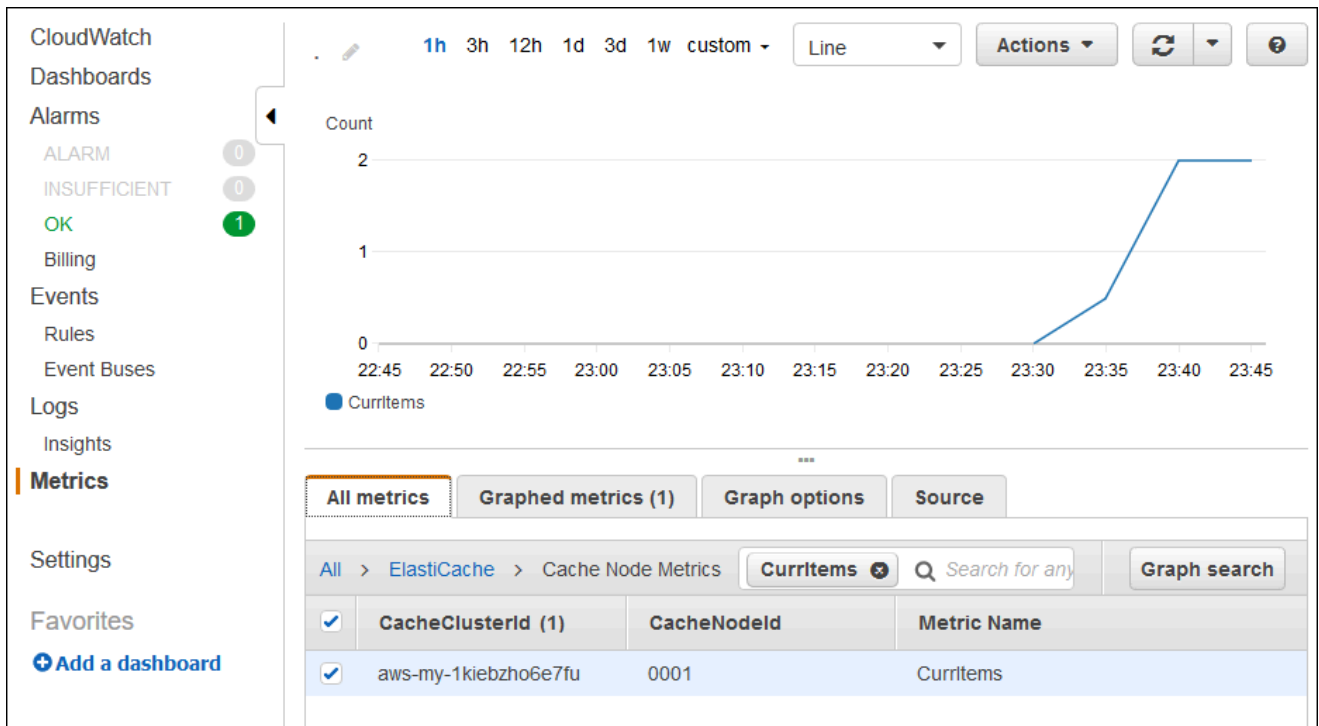 CloudWatch
Dashboards
Alarms
ALARM 0
INSUFFICIENT 0
OK 1
Billing
Events
Rules
Event Buses
Logs
Insights
Metrics
Settings
Favorites
Add a dashboard
. 1h 3h 12h 1d 3d 1w custom Line Actions ?
Count
2
1
0
22:45 22:50 22:55 23:00 23:05 23:10 23:15 23:20 23:25 23:30 23:35 23:40 23:45
CurrItems
All metrics Graphed metrics (1) Graph options Source
All > ElastiCache > Cache Node Metrics CurrItems Search for any Graph search
CacheClusterId (1) CacheNodeId Metric Name
aws-my-1kiebzho6e7fu 0001 CurrItems